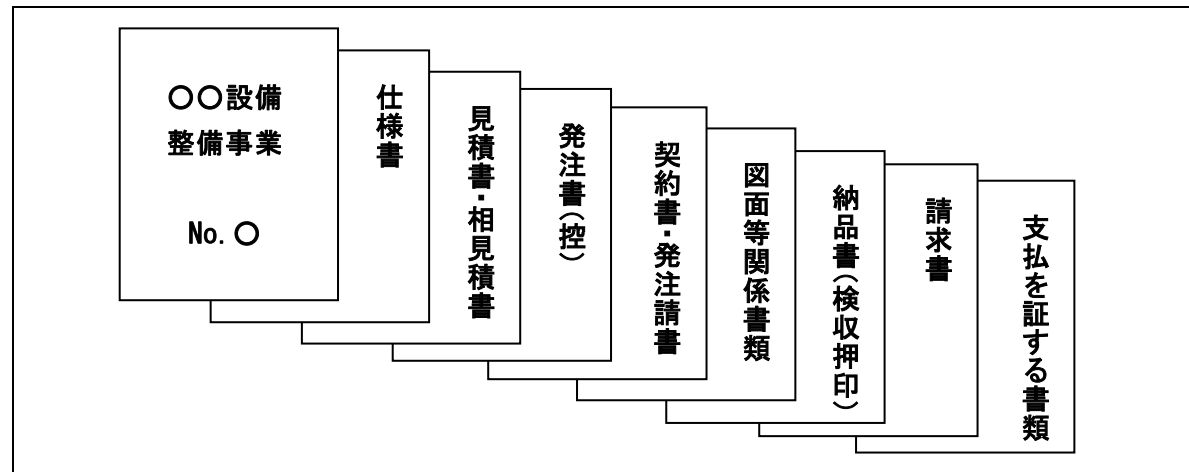 〇〇設備
整備事業
No. 〇
仕様書
見積書・相見積書
発注書(控)
契約書・発注請書
図面等関係書類
納品書(検収押印)
請求書
支払を証する書類